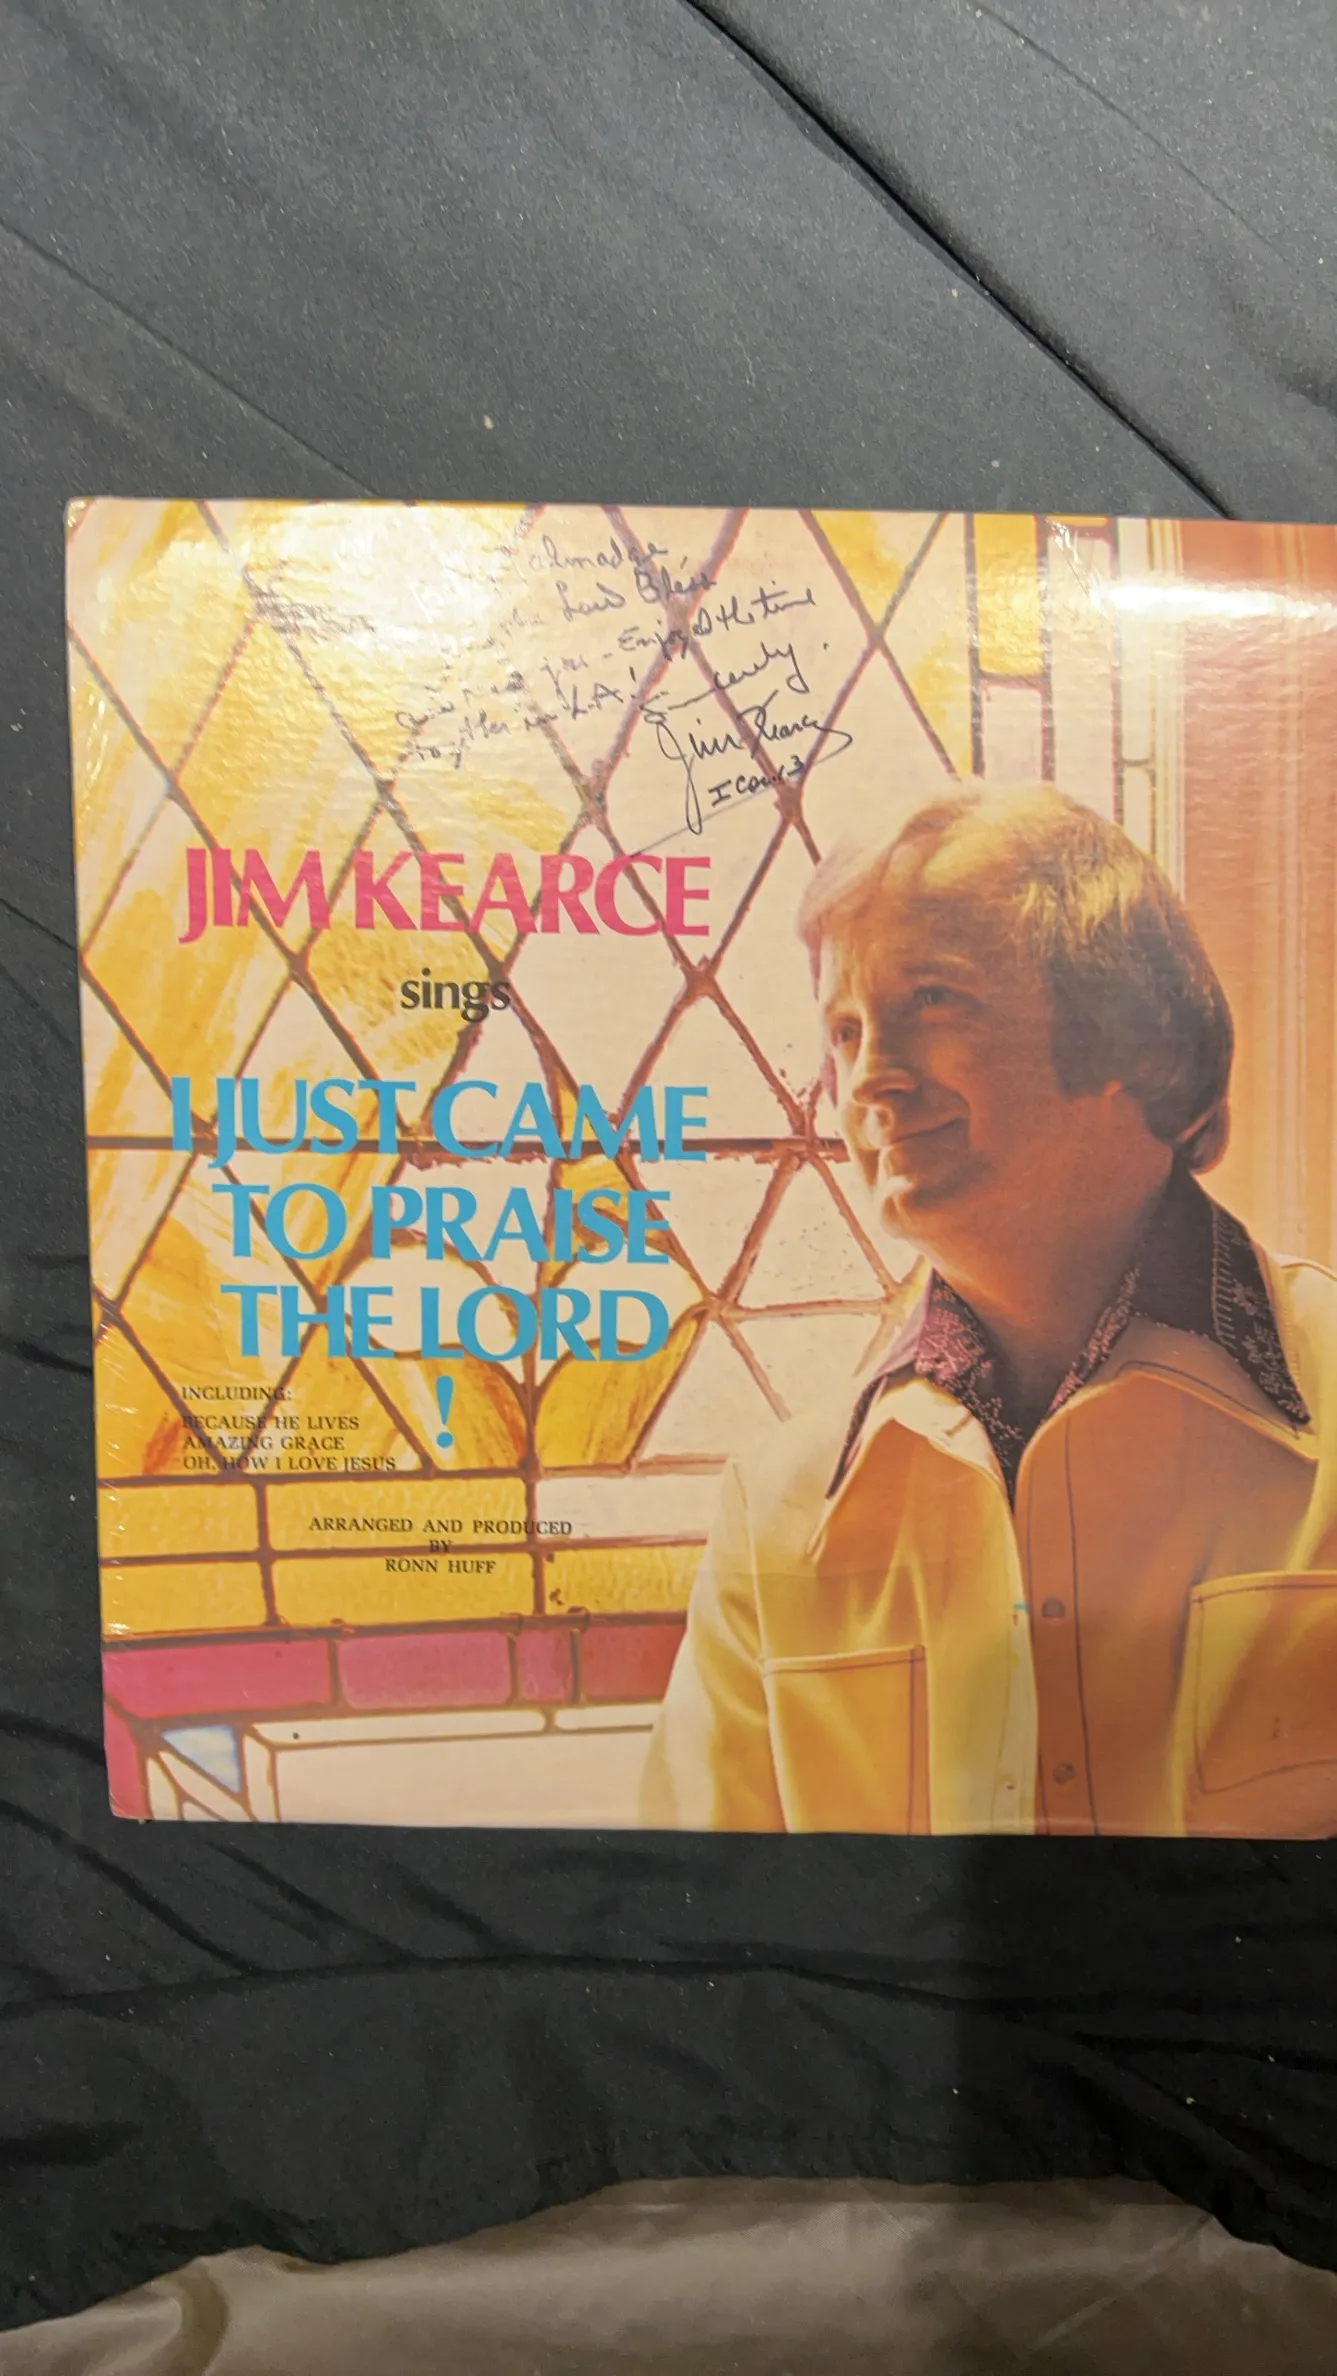 Lord Bless
you - Enjoyed the time
together in L.A.! Sincerely,
Jim Kearce
I Cor. 13
JIM KEARCE
sings
I JUST CAME
TO PRAISE
THE LORD
!
INCLUDING:
BECAUSE HE LIVES
AMAZING GRACE
OH, HOW I LOVE JESUS
ARRANGED AND PRODUCED
BY
RONN HUFF